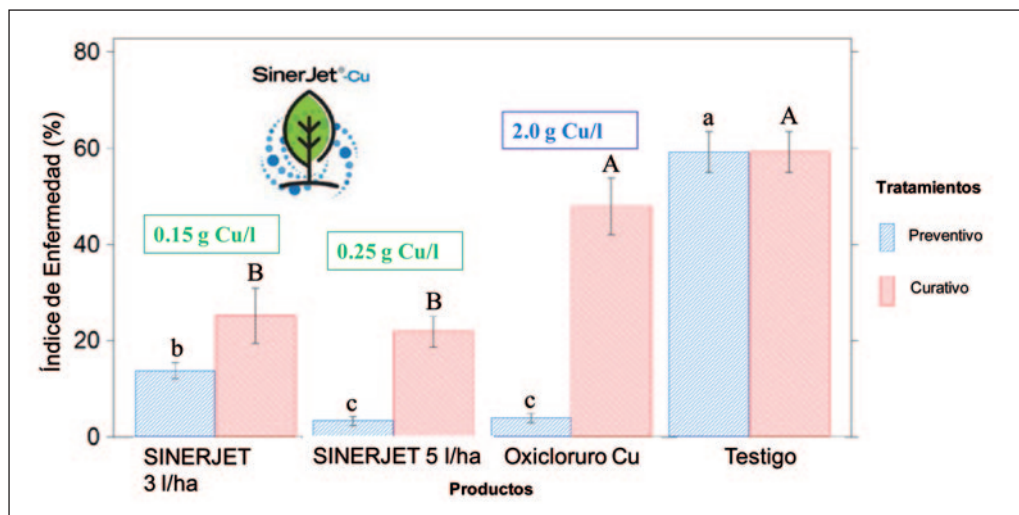 Índice de Enfermedad (%)
80
60
40
20
0
SinerJet®-Cu
0.15 g Cu/l
0.25 g Cu/l
2.0 g Cu/l
b
B
c
B
c
A
a
A
SINERJET
3 l/ha
SINERJET 5 l/ha
Oxicloruro Cu
Testigo
Productos
Tratamientos
Preventivo
Curativo